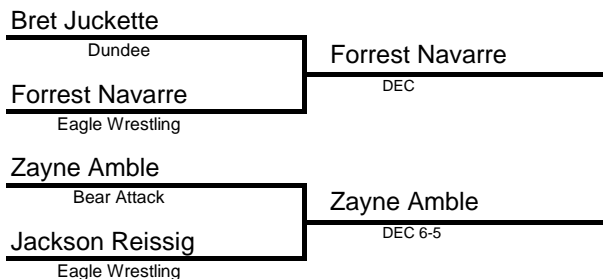 Bret Juckette
Dundee
Forrest Navarre
DEC
Forrest Navarre
Eagle Wrestling
Zayne Amble
Bear Attack
Zayne Amble
DEC 6-5
Jackson Reissig
Eagle Wrestling